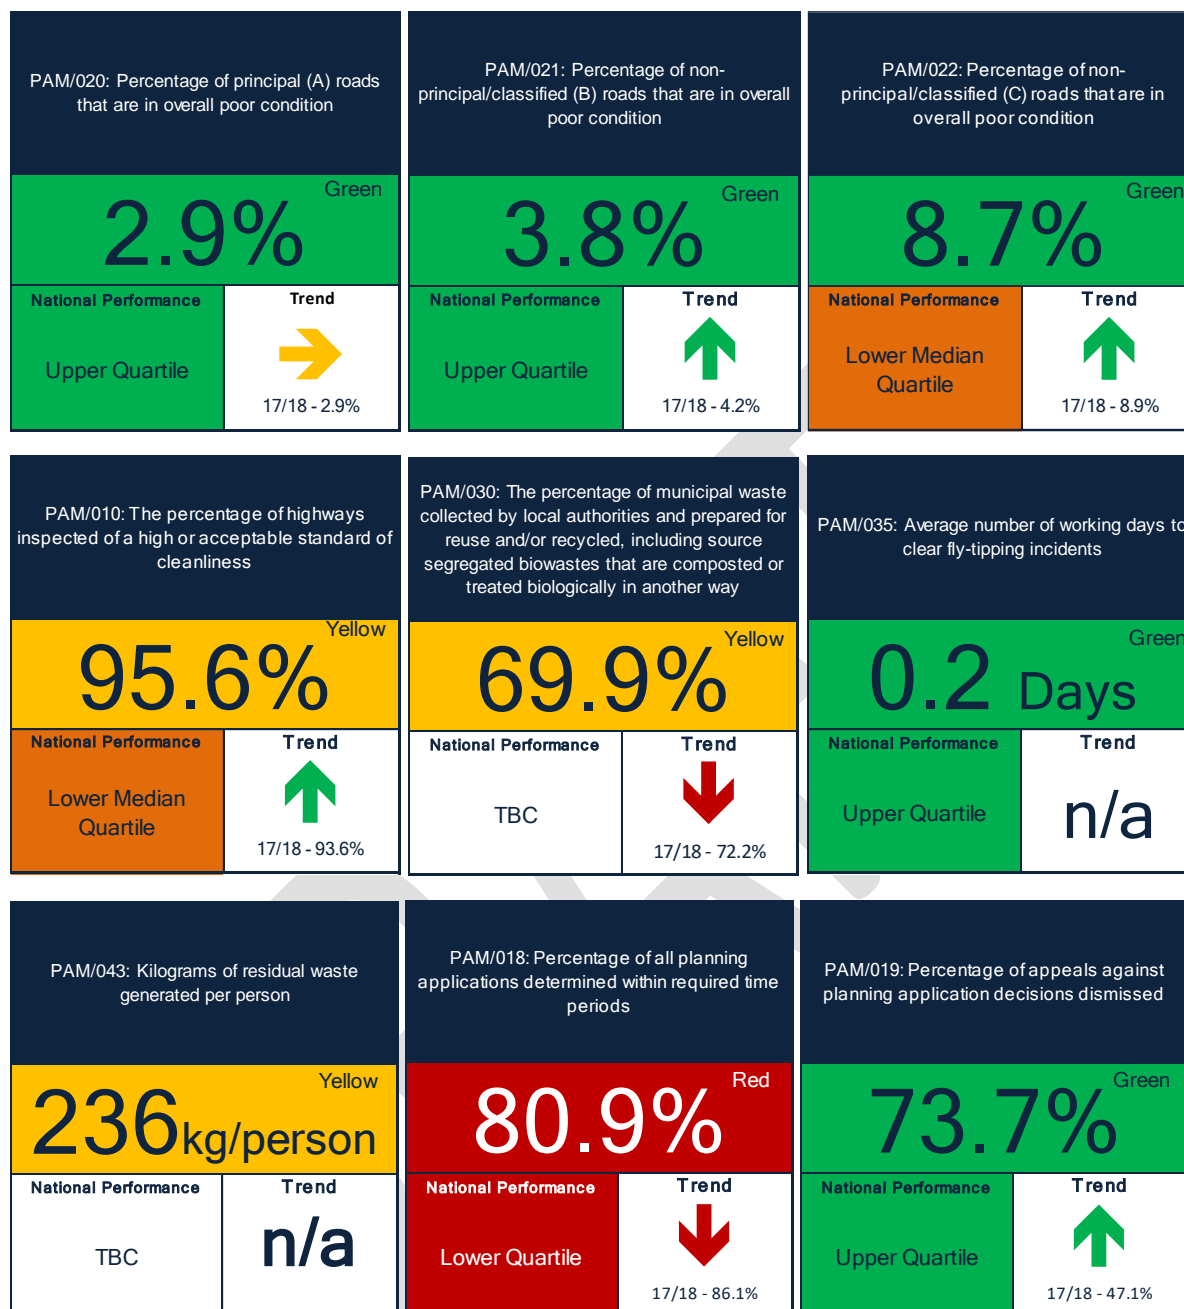 PAM/020: Percentage of principal (A) roads
that are in overall poor condition
Green
2.9%
National Performance
Upper Quartile
Trend
17/18 - 2.9%
PAM/021: Percentage of non-
principal/classified (B) roads that are in overall
poor condition
Green
3.8%
National Performance
Upper Quartile
Trend
17/18 - 4.2%
PAM/022: Percentage of non-
principal/classified (C) roads that are in
overall poor condition
Green
8.7%
National Performance
Lower Median
Quartile
Trend
17/18 - 8.9%
PAM/010: The percentage of highways
inspected of a high or acceptable standard of
cleanliness
Yellow
95.6%
National Performance
Lower Median
Quartile
Trend
17/18 - 93.6%
PAM/030: The percentage of municipal waste
collected by local authorities and prepared for
reuse and/or recycled, including source
segregated biowastes that are composted or
treated biologically in another way
Yellow
69.9%
National Performance
TBC
Trend
17/18 - 72.2%
PAM/035: Average number of working days to
clear fly-tipping incidents
Green
0.2 Days
National Performance
Upper Quartile
Trend
n/a
PAM/043: Kilograms of residual waste
generated per person
Yellow
236kg/person
National Performance
TBC
Trend
n/a
PAM/018: Percentage of all planning
applications determined within required time
periods
Red
80.9%
National Performance
Lower Quartile
Trend
17/18 - 86.1%
PAM/019: Percentage of appeals against
planning application decisions dismissed
Green
73.7%
National Performance
Upper Quartile
Trend
17/18 - 47.1%